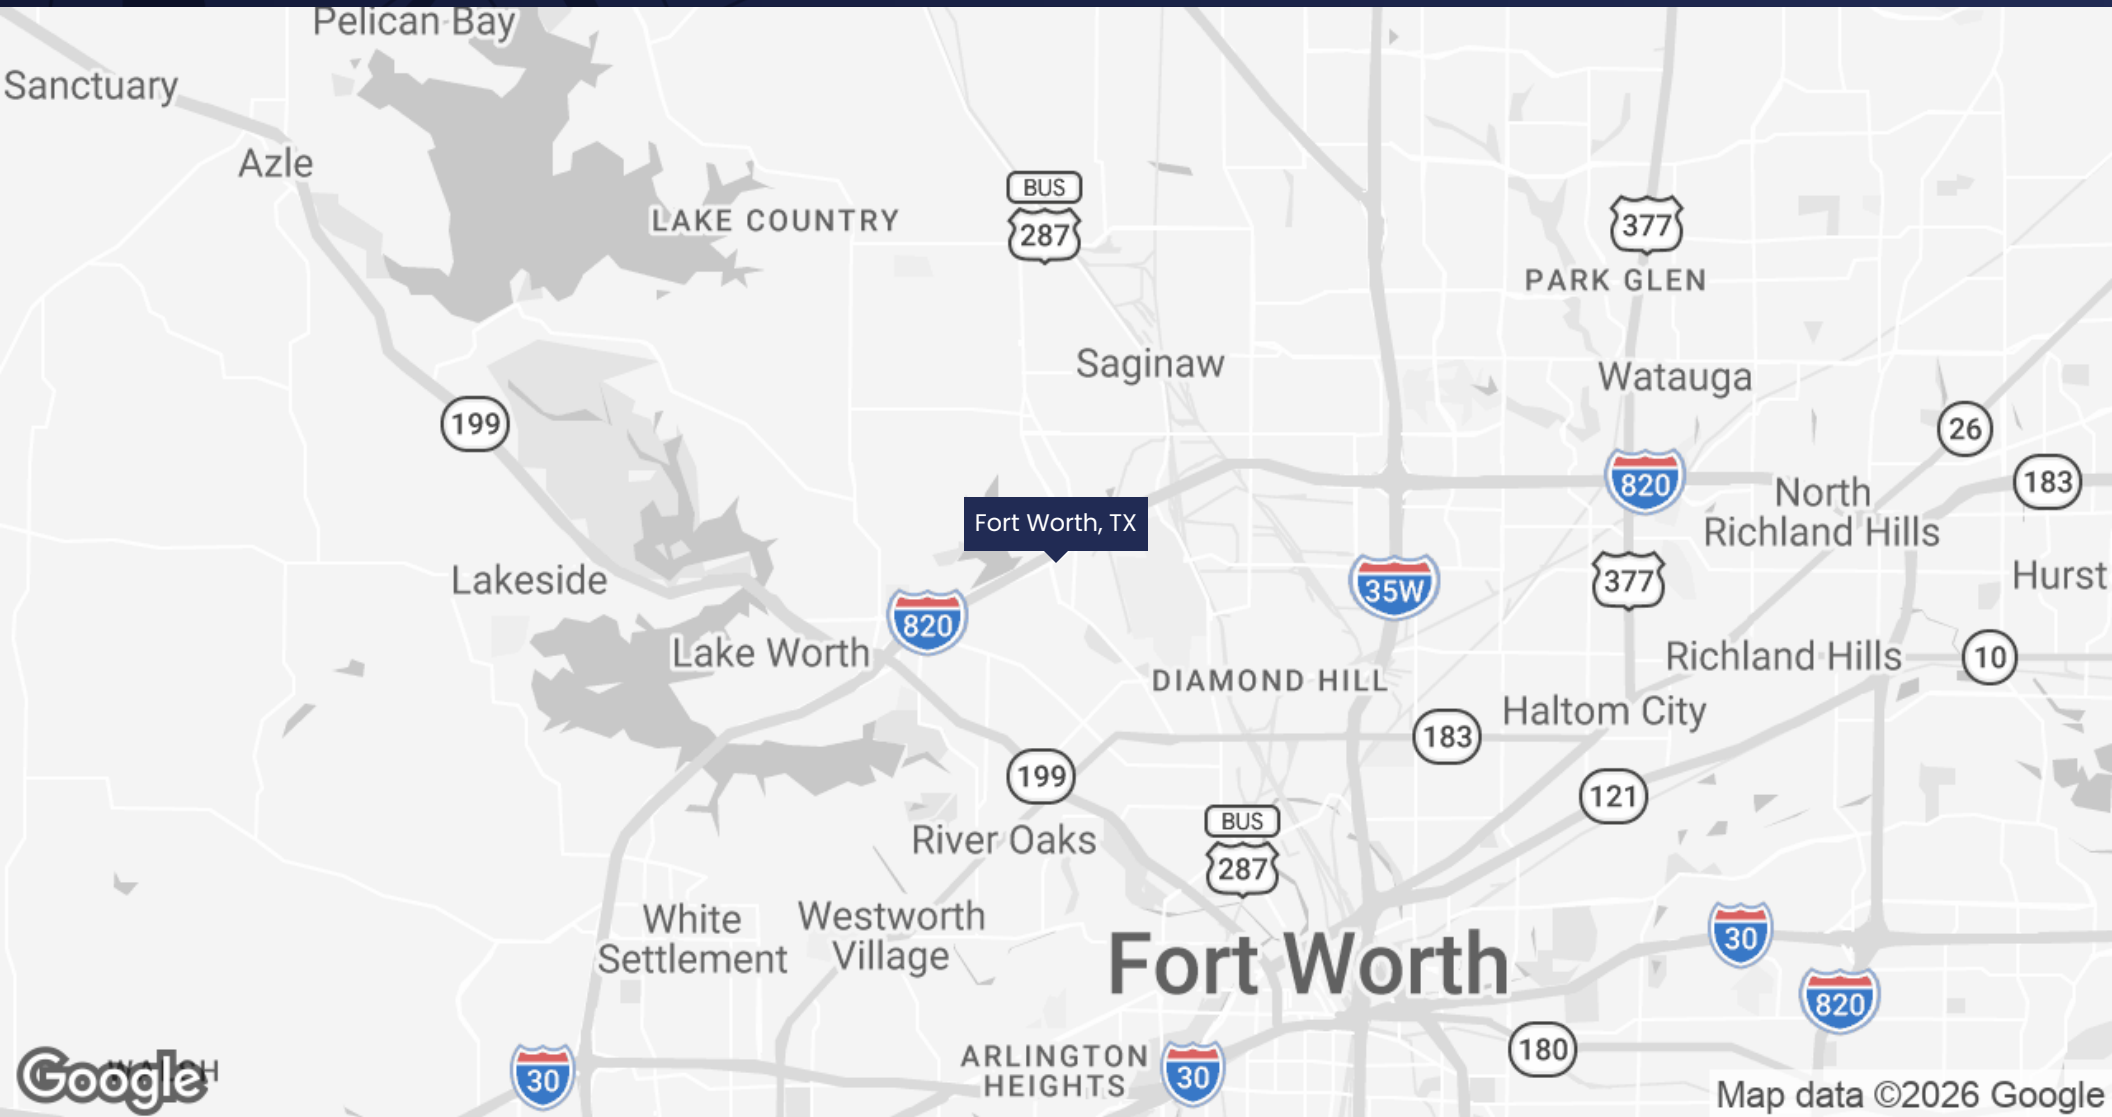 Pelican Bay
Sanctuary
Azle
LAKE COUNTRY
BUS
287
377
PARK GLEN
Saginaw
Watauga
199
26
820
183
North
Richland Hills
Fort Worth, TX
Lakeside
35W
377
Hurst
820
Lake Worth
Richland Hills
10
DIAMOND HILL
Haltom City
183
199
121
BUS
287
River Oaks
White
Settlement
Westworth
Village
Fort Worth
30
820
180
ARLINGTON
HEIGHTS
30
30
Google
Map data ©2026 Google